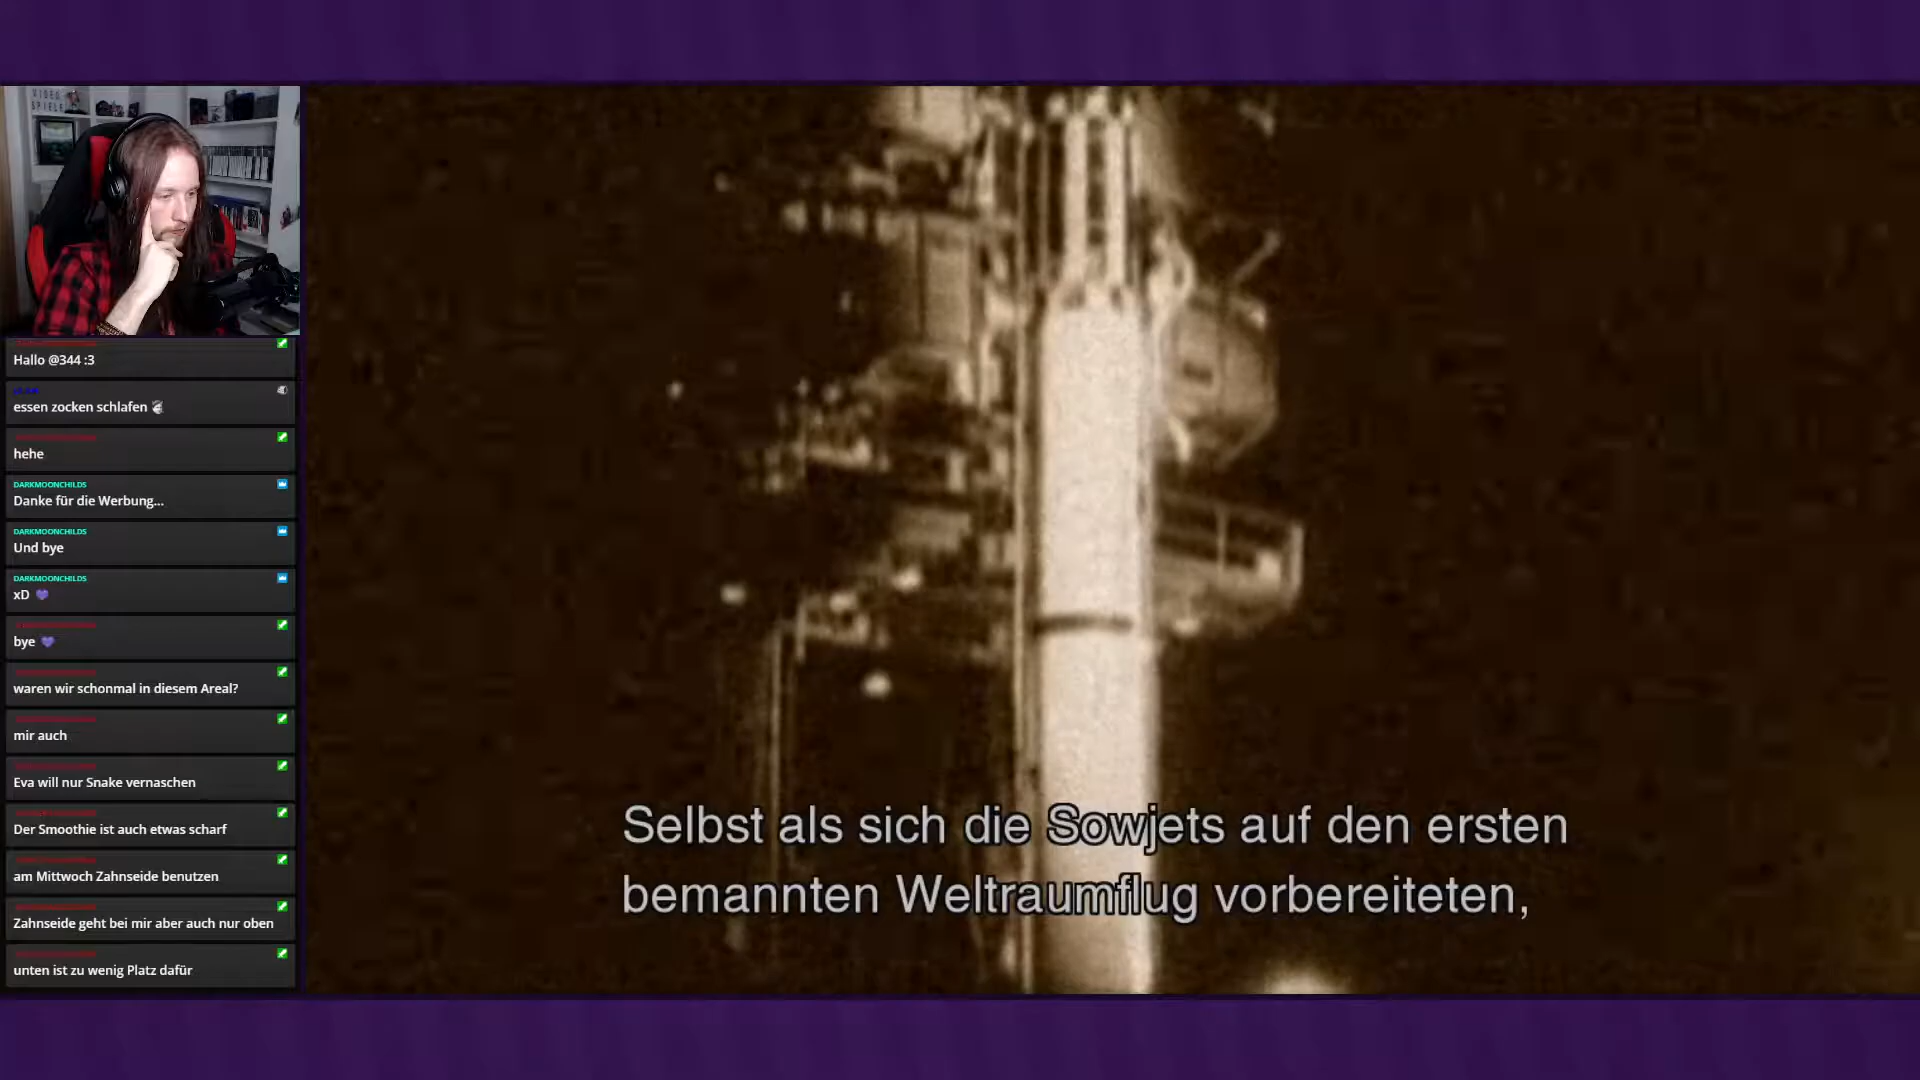 VIDEO
SPIELE
Hallo @344 :3
essen zocken schlafen
hehe
DARKMOONCHILDS
Danke für die Werbung...
DARKMOONCHILDS
Und bye
DARKMOONCHILDS
xD
bye
waren wir schonmal in diesem Areal?
mir auch
Eva will nur Snake vernaschen
Der Smoothie ist auch etwas scharf
am Mittwoch Zahnseide benutzen
Zahnseide geht bei mir aber auch nur oben
unten ist zu wenig Platz dafür
Selbst als sich die Sowjets auf den ersten
bemannten Weltraumflug vorbereiteten,